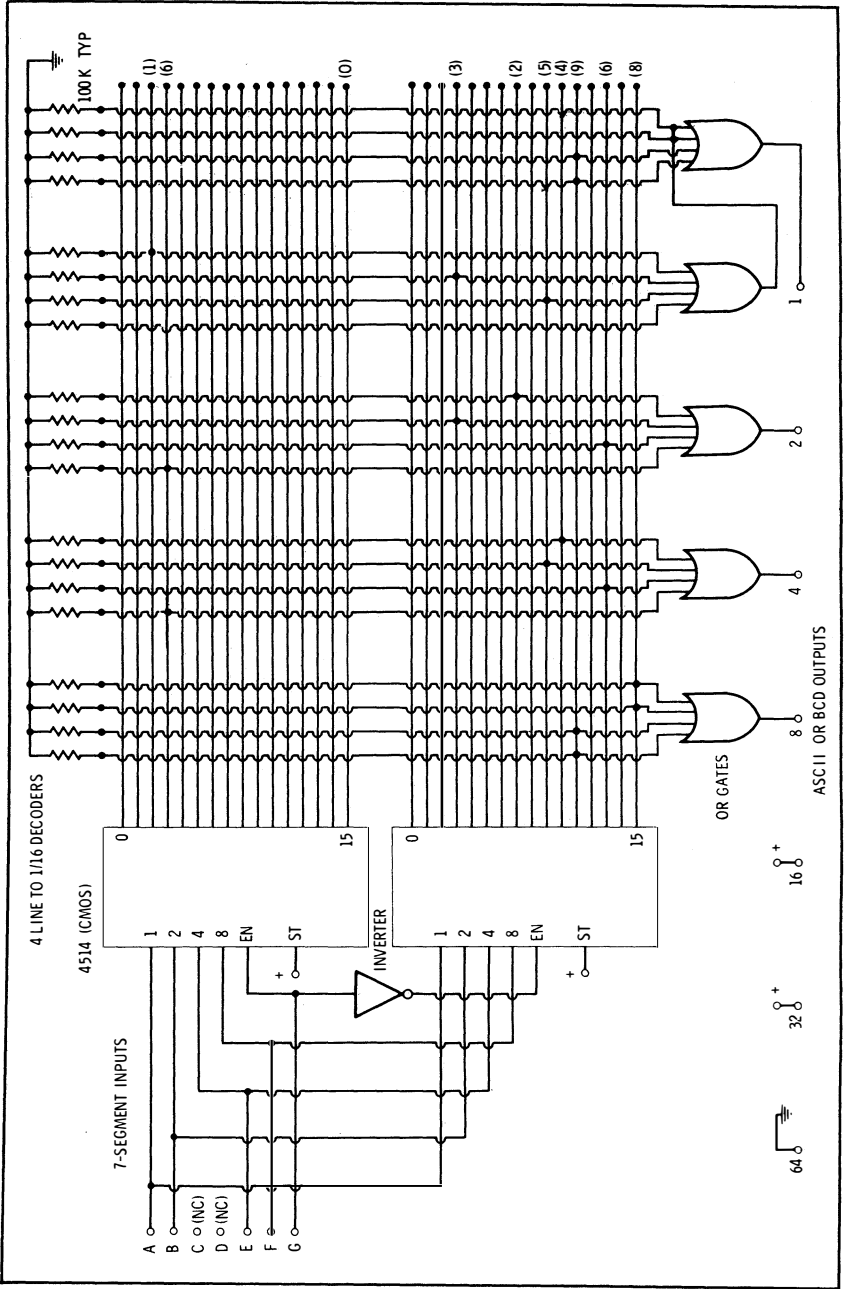 4 LINE TO 1/16 DECODERS
4514 (CMOS)
100K TYP
7-SEGMENT INPUTS
A
B
C (NC)
D (NC)
E
F
G
1
2
4
8
EN
ST
+
0
15
(1)
(6)
(0)
INVERTER
1
2
4
8
EN
ST
+
0
15
(3)
(2)
(5)
(4)
(9)
(6)
(8)
OR GATES
64
32
+
16
+
8
4
2
1
ASCII OR BCD OUTPUTS